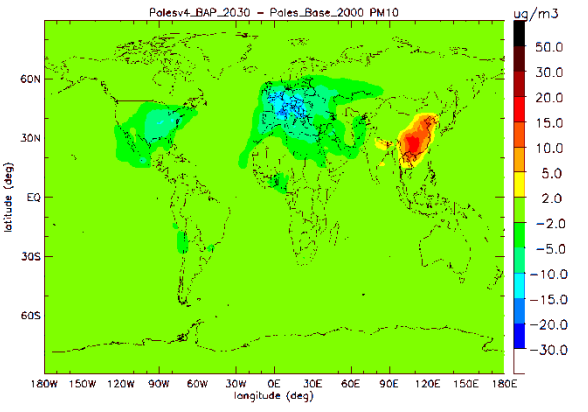 Polesv4_BAP_2030 - Poles_Base_2000 PM10
ug/m3
50.0
30.0
20.0
15.0
10.0
5.0
2.0
-2.0
-5.0
-10.0
-15.0
-20.0
-30.0
60N
30N
EQ
30S
60S
latitude (deg)
180W 150W 120W 90W 60W 30W 0E 30E 60E 90E 120E 150E 180E
longitude (deg)